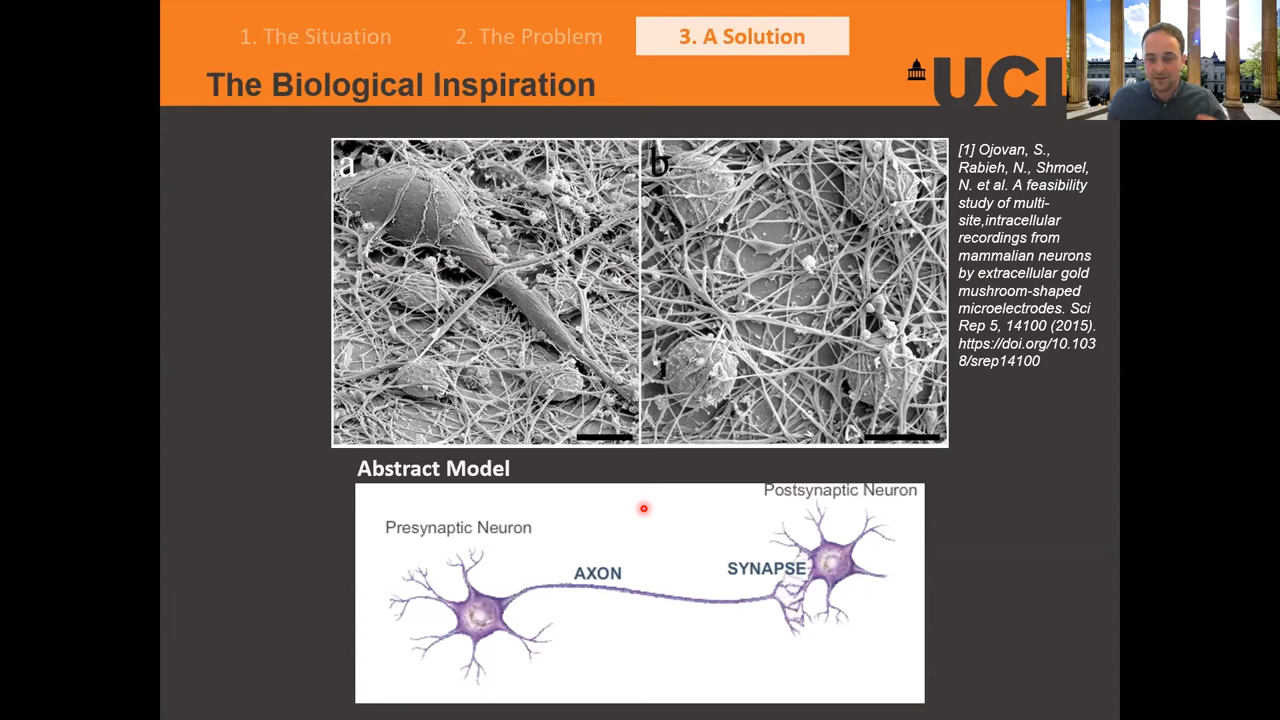 1. The Situation
2. The Problem
3. A Solution
The Biological Inspiration
UCL
a
b
[1] Ojovan, S.,
Rabieh, N., Shmoel,
N. et al. A feasibility
study of multi-
site,intracellular
recordings from
mammalian neurons
by extracellular gold
mushroom-shaped
microelectrodes. Sci
Rep 5, 14100 (2015).
https://doi.org/10.103
8/srep14100
Abstract Model
Postsynaptic Neuron
Presynaptic Neuron
AXON
SYNAPSE